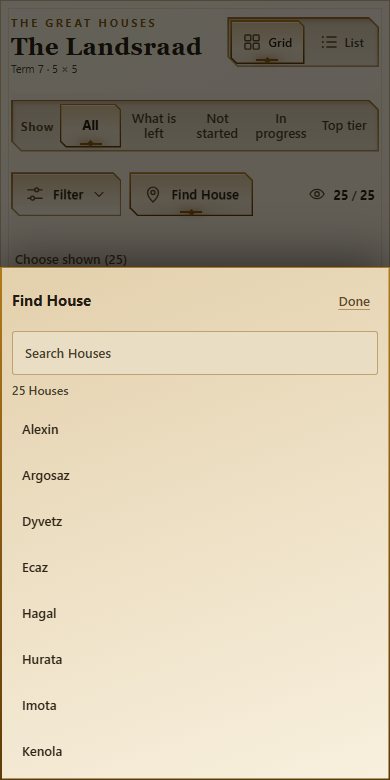 THE GREAT HOUSES
The Landsraad
Term 7 · 5 × 5
Grid
List
Show
All
What is left
Not started
In progress
Top tier
Filter
Find House
25 / 25
Choose shown (25)
Find House
Done
Search Houses
25 Houses
Alexin
Argosaz
Dyvetz
Ecaz
Hagal
Hurata
Imota
Kenola